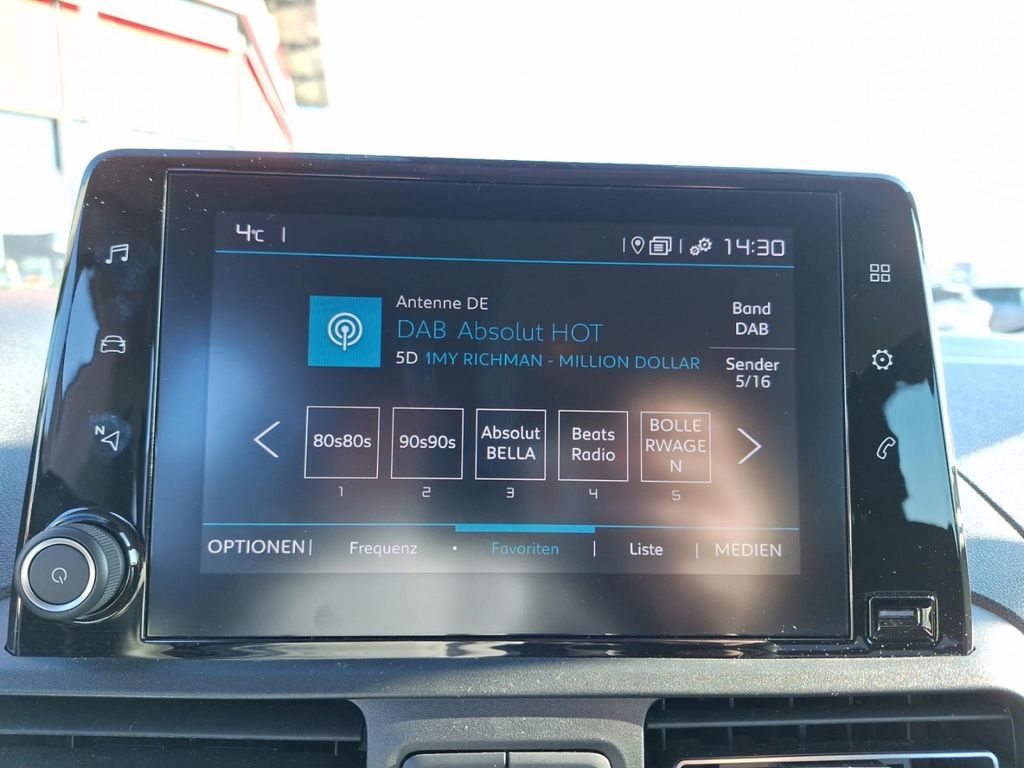 4°C
14:30
Antenne DE
DAB Absolut HOT
5D 1MY RICHMAN - MILLION DOLLAR
Band
DAB
Sender
5/16
80s80s
90s90s
Absolut
BELLA
Beats
Radio
BOLLE
RWAGE
N
1 2 3 4 5
OPTIONEN Frequenz Favoriten Liste MEDIEN
N